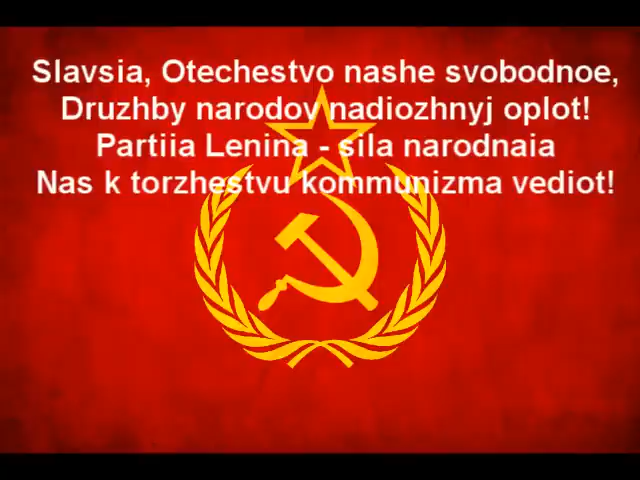 Slavsia, Otechestvo nashe svobodnoe,
Druzhby narodov nadiozhnyj oplot!
Partiia Lenina - sila narodnaia
Nas k torzhestvu kommunizma vediot!